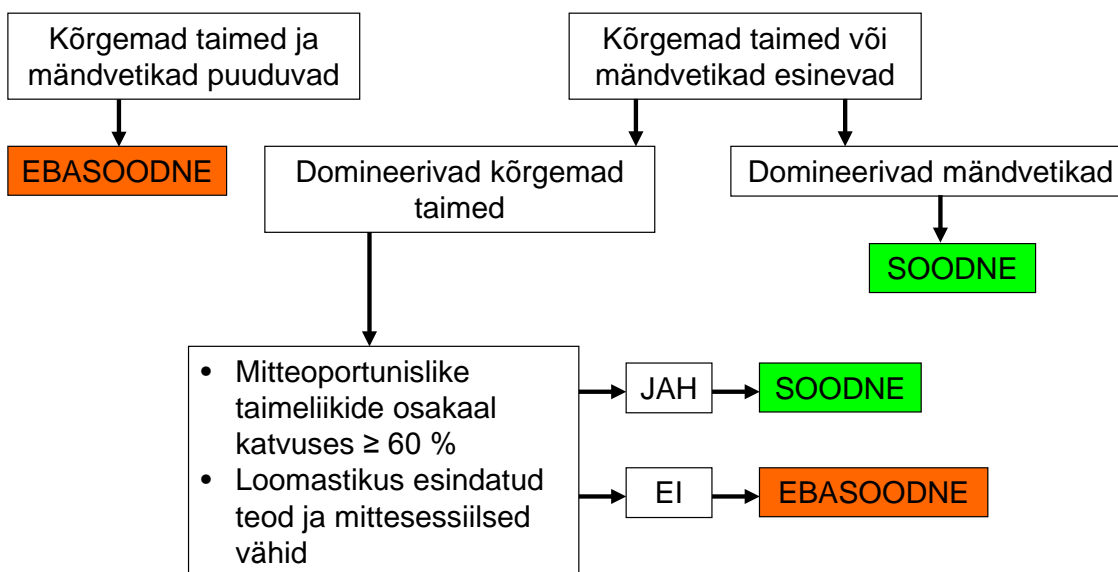 Kõrgemad taimed ja
mändvetikad puuduvad
Kõrgemad taimed või
mändvetikad esinevad
EBASOODNE
Domineerivad kõrgemad
taimed
Domineerivad mändvetikad
SOODNE
• Mitteoportunislike
taimeliikide osakaal
katvuses ≥ 60 %
• Loomastikus esindatud
teod ja mittesessiilsed
vähid
JAH
SOODNE
EI
EBASOODNE